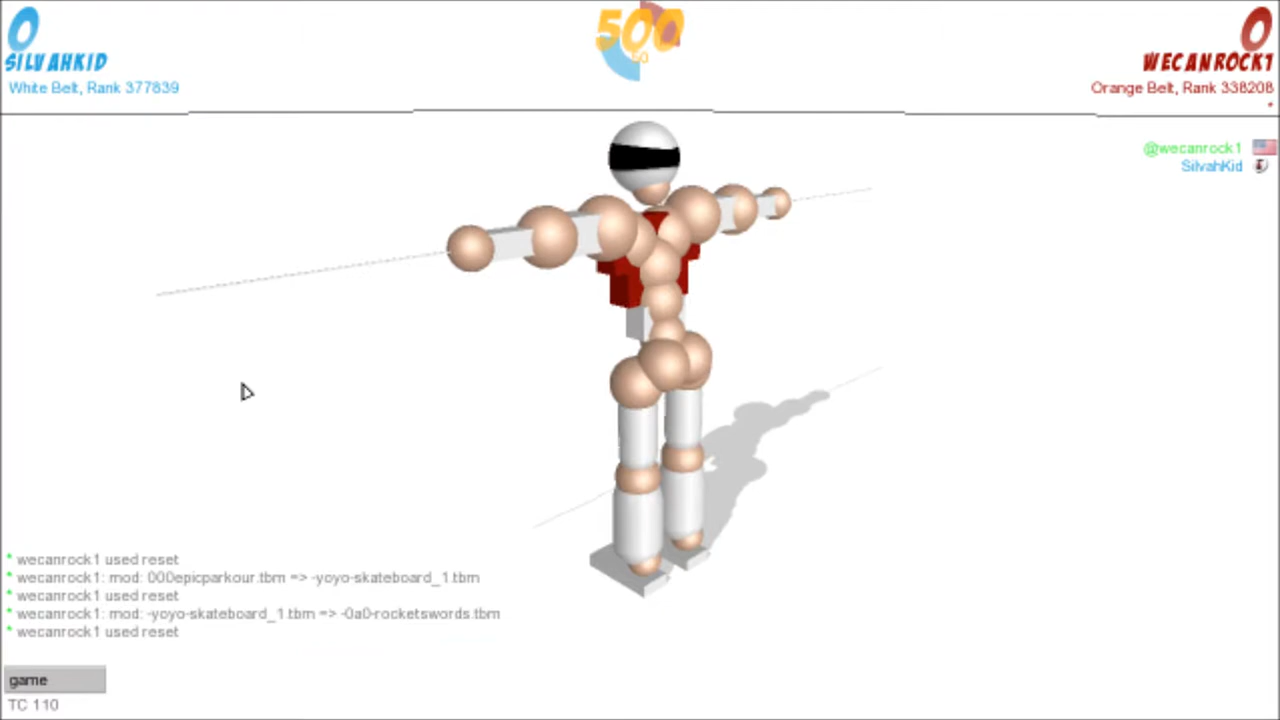 0
SILVAHKID
White Belt, Rank 377839
500
0
WECANROCK1
Orange Belt, Rank 338208
*
@wecanrock1
SilvahKid
* wecanrock1 used reset
* wecanrock1: mod: 000epicparkour.tbm => -yoyo-skateboard_1.tbm
* wecanrock1 used reset
* wecanrock1: mod: -yoyo-skateboard_1.tbm => -0a0-rocketswords.tbm
* wecanrock1 used reset
game
TC 110